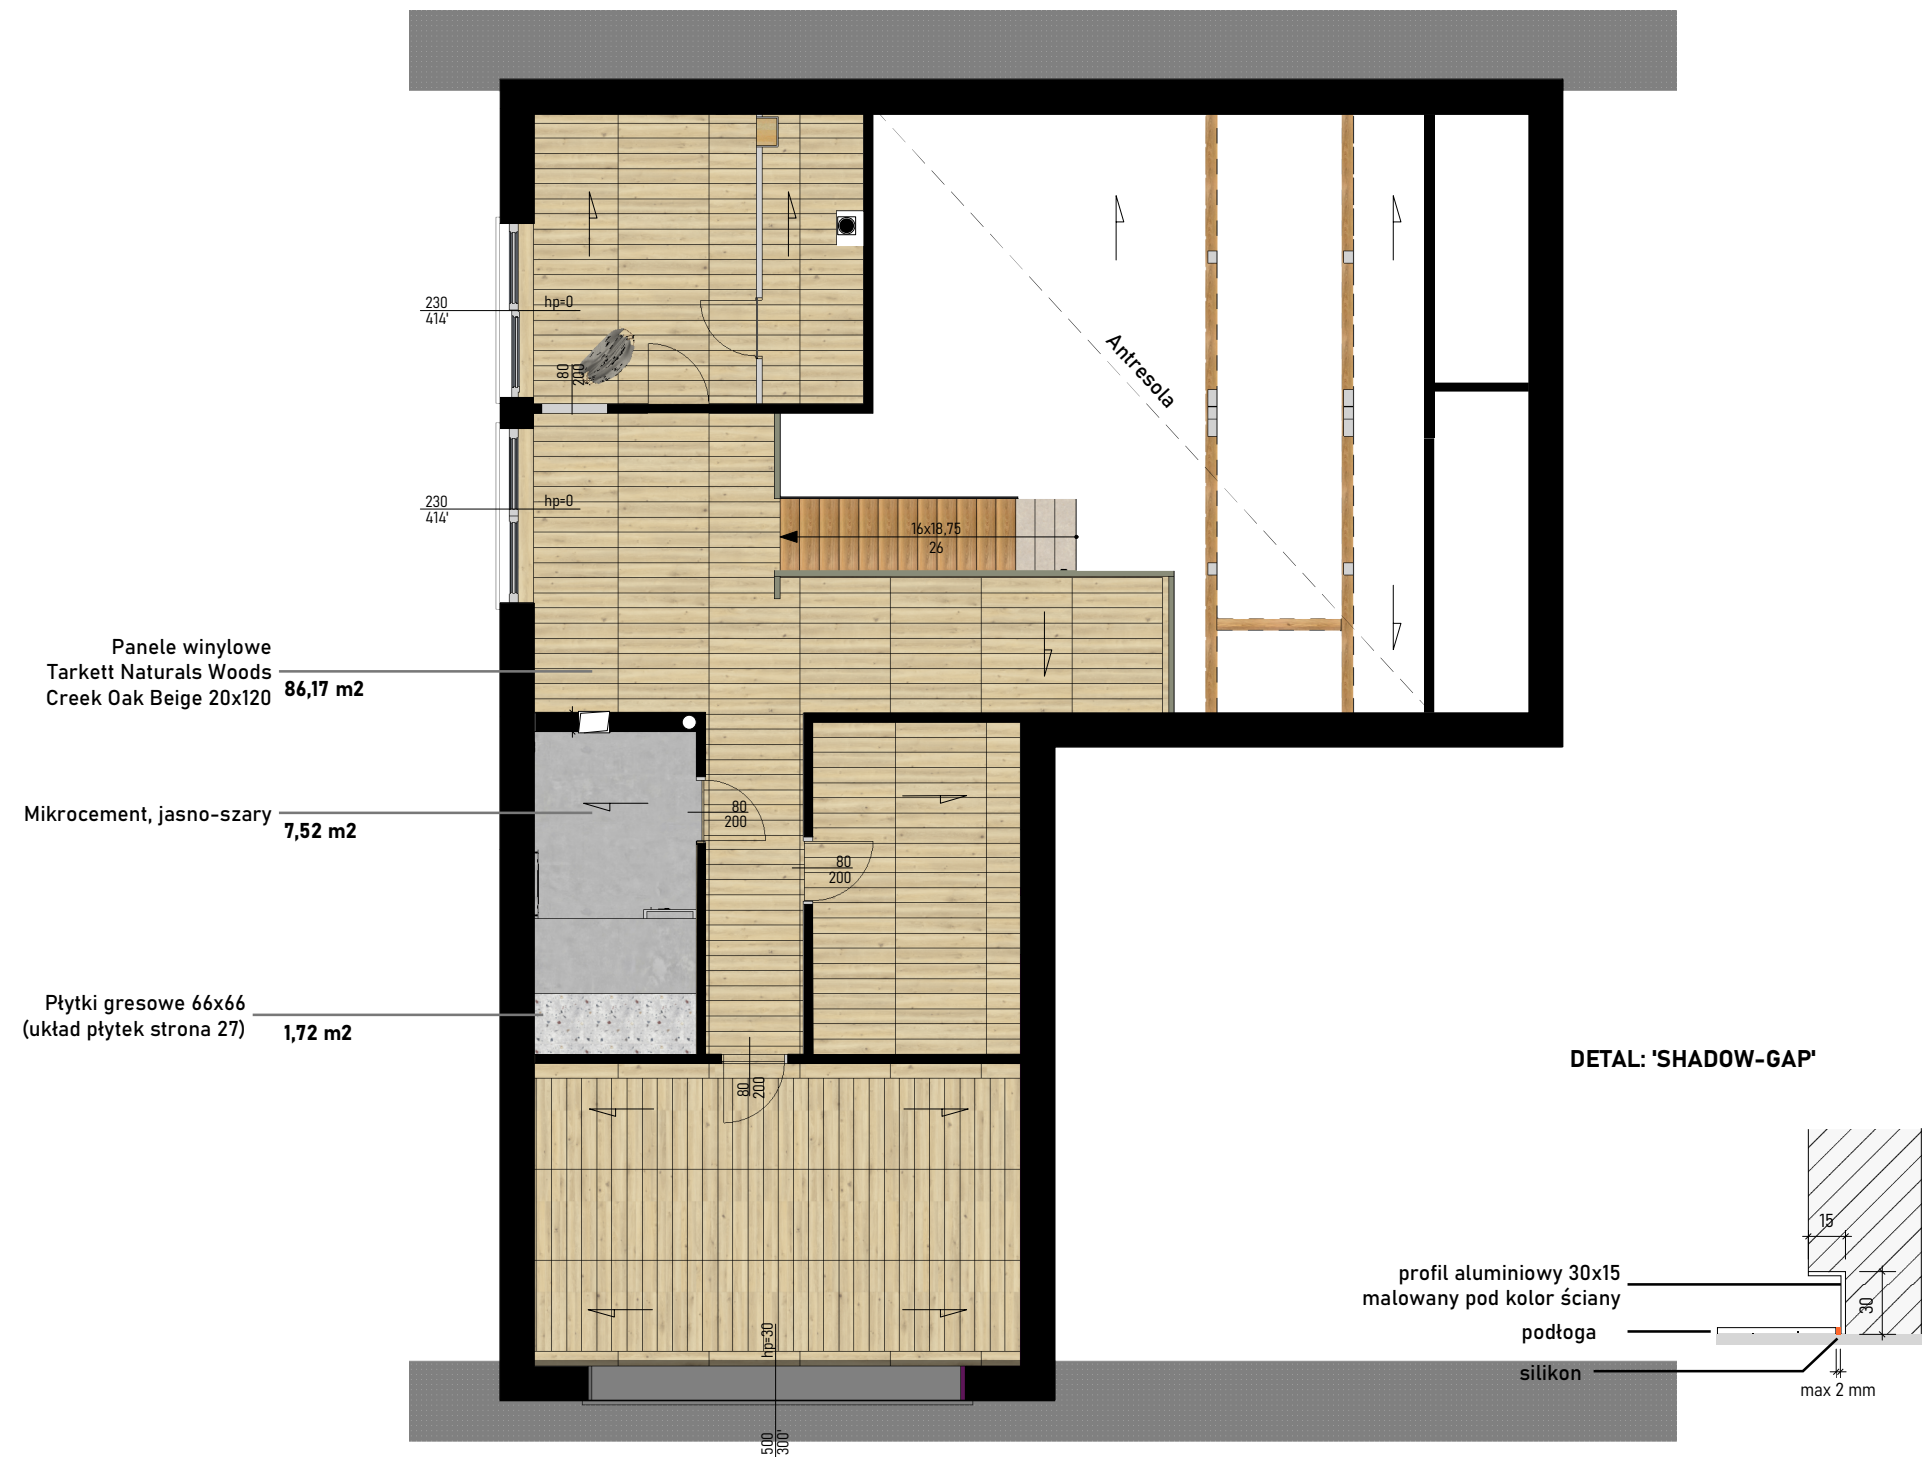 230
414'
hp=0
80
200
Antresola
230
414'
hp=0
16x18,75
26
Panele winylowe
Tarkett Naturals Woods
Creek Oak Beige 20x120
86,17 m2
Mikrocement, jasno-szary
7,52 m2
80
200
80
200
Płytki gresowe 66x66
(układ płytek strona 27)
1,72 m2
80
200
hp=30
500
300'
DETAL: 'SHADOW-GAP'
15
30
profil aluminiowy 30x15
malowany pod kolor ściany
podłoga
silikon
max 2 mm